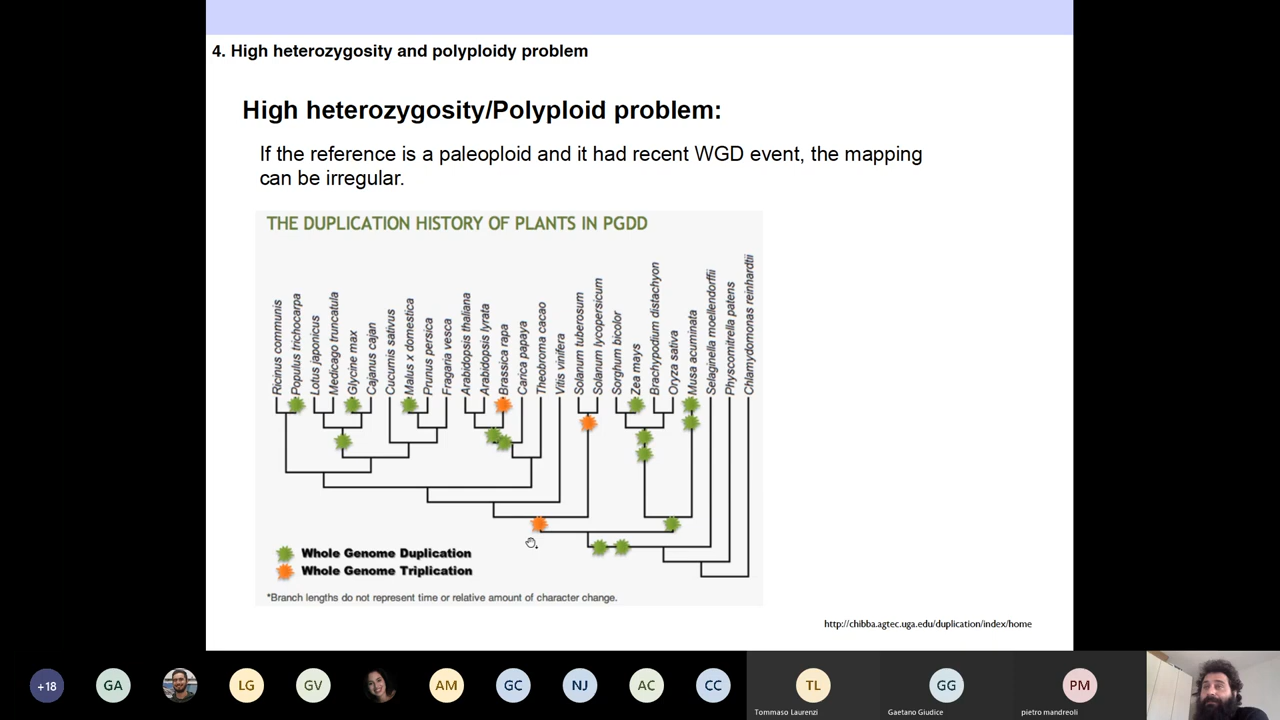 4. High heterozygosity and polyploidy problem
High heterozygosity/Polyploid problem:
If the reference is a paleoploid and it had recent WGD event, the mapping
can be irregular.
THE DUPLICATION HISTORY OF PLANTS IN PGDD
Ricinus communis
Populus trichocarpa
Lotus japonicus
Medicago truncatula
Glycine max
Cajanus cajan
Cucumis sativus
Malus x domestica
Prunus persica
Fragaria vesca
Arabidopsis thaliana
Arabidopsis lyrata
Brassica rapa
Carica papaya
Theobroma cacao
Vitis vinifera
Solanum tuberosum
Solanum lycopersicum
Sorghum bicolor
Zea mays
Brachypodium distachyon
Oryza sativa
Musa acuminata
Selaginella moellendorffii
Physcomitrella patens
Chlamydomonas reinhardtii
Whole Genome Duplication
Whole Genome Triplication
*Branch lengths do not represent time or relative amount of character change.
http://chibba.agtec.uga.edu/duplication/index/home
+18
GA
LG
GV
AM
GC
NJ
AC
CC
TL
GG
PM
Tommaso Laurenzi
Gaetano Giudice
pietro mandreoli